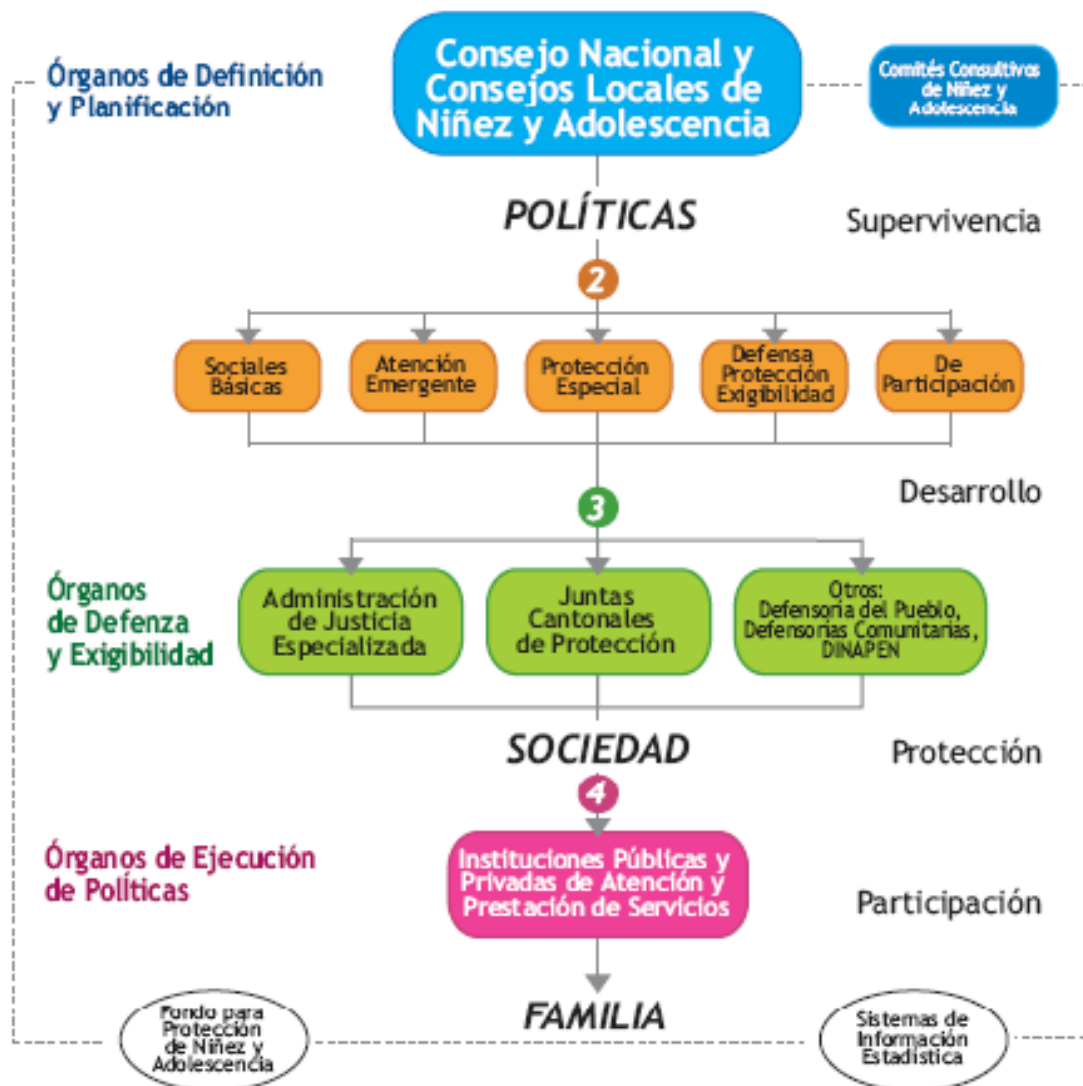 Órganos de Definición
y Planificación
Consejo Nacional y
Consejos Locales de
Niñez y Adolescencia
Comités Consultivos
de Niñez y
Adolescencia
POLÍTICAS
Supervivencia
2
Sociales
Básicas
Atención
Emergente
Protección
Especial
Defensa
Protección
Exigibilidad
De
Participación
Desarrollo
3
Órganos
de Defenza
y Exigibilidad
Administración
de Justicia
Especializada
Juntas
Cantonales
de Protección
Otros:
Defensoría del Pueblo,
Defensorías Comunitarias,
DINAPEN
SOCIEDAD
Protección
4
Órganos de Ejecución
de Políticas
Instituciones Públicas y
Privadas de Atención y
Prestación de Servicios
Participación
FAMILIA
Fondo para
Protección
de Niñez y
Adolescencia
Sistemas de
Información
Estadística